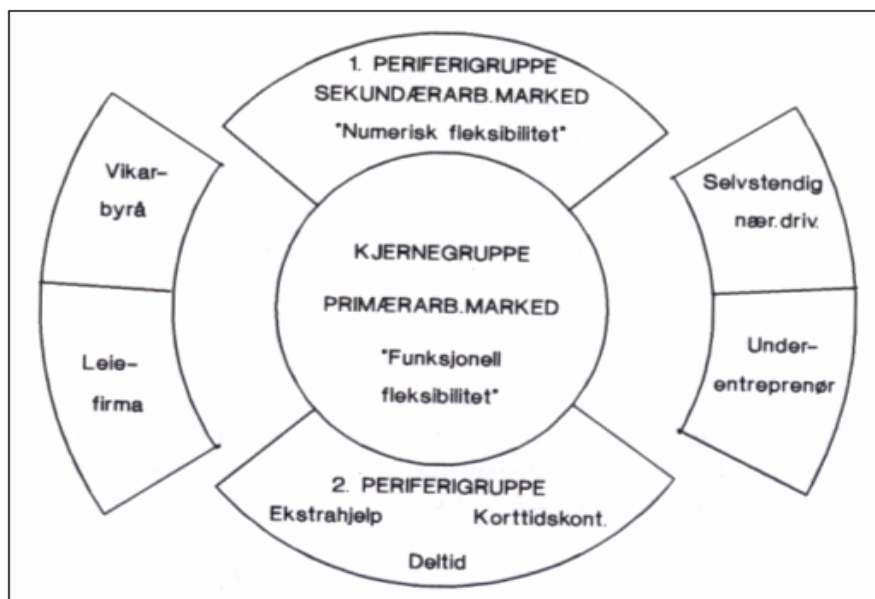 1. PERIFERIGRUPPE
SEKUNDÆRARB.MARKED
"Numerisk fleksibilitet"
Vikar-
byrå
Leie-
firma
KJERNEGRUPPE
PRIMÆRARB.MARKED
"Funksjonell
fleksibilitet"
Selvstendig
nær.driv.
Under-
entreprenør
2. PERIFERIGRUPPE
Ekstrahjelp Korttidskont.
Deltid